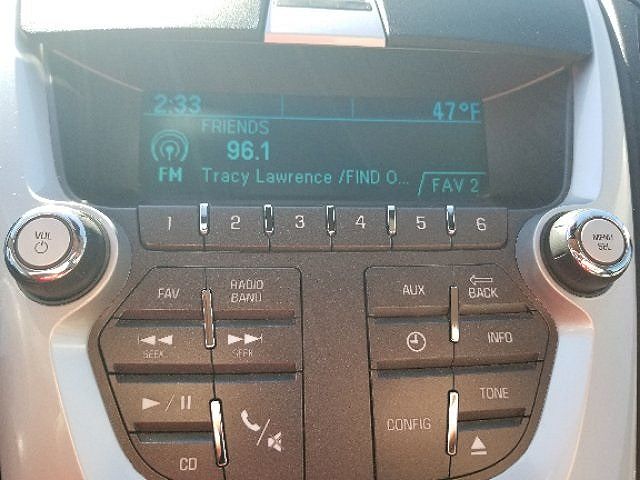 2:33 47°F
FRIENDS
96.1
FM Tracy Lawrence /FIND O... FAV 2
1 2 3 4 5 6
VOL
MENU
SEL
FAV RADIO BAND AUX BACK
SEEK SEEK INFO
CONFIG TONE
CD